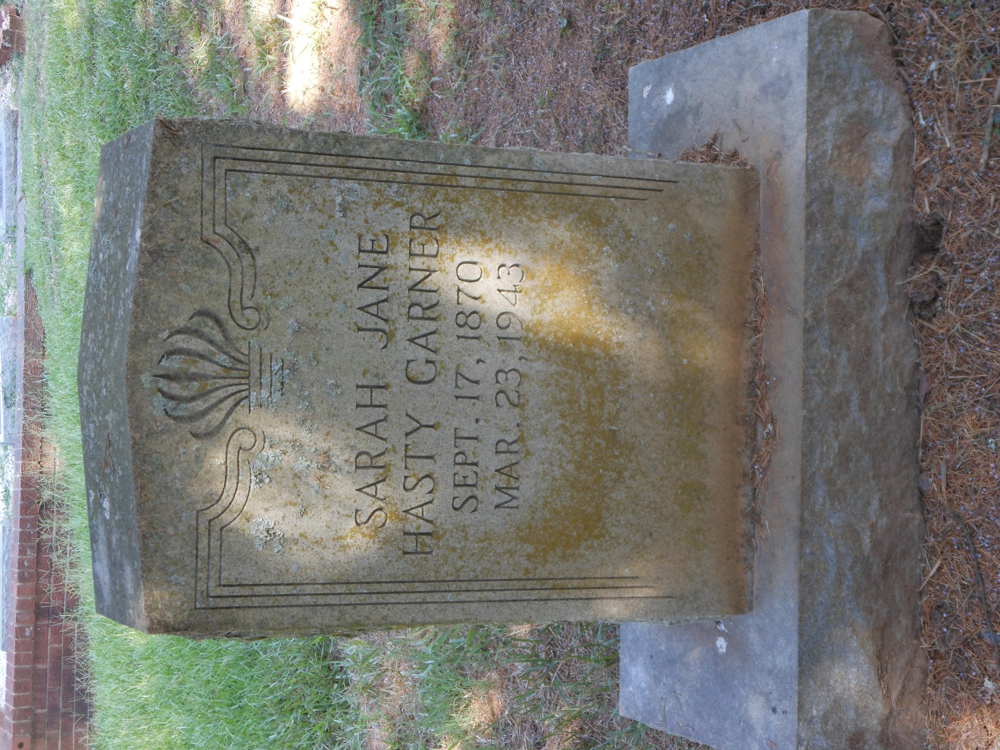 SARAH JANE
HASTY GARNER
SEPT. 17, 1870
MAR. 23, 1943